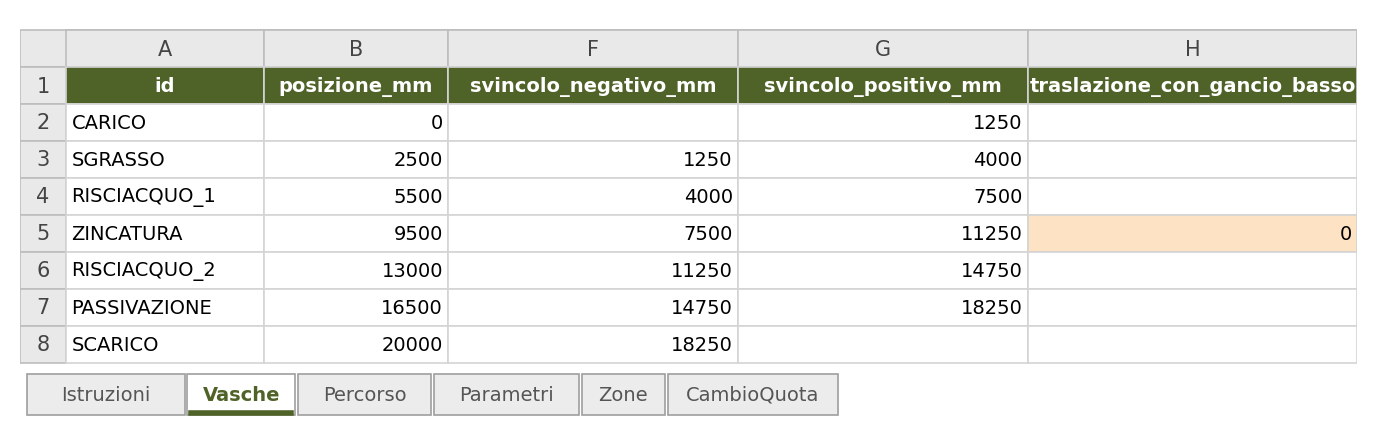 A B F G H
1 id posizione_mm svincolo_negativo_mm svincolo_positivo_mm traslazione_con_gancio_basso
2 CARICO 0 1250
3 SGRASSO 2500 1250 4000
4 RISCIACQUO_1 5500 4000 7500
5 ZINCATURA 9500 7500 11250 0
6 RISCIACQUO_2 13000 11250 14750
7 PASSIVAZIONE 16500 14750 18250
8 SCARICO 20000 18250
Istruzioni Vasche Percorso Parametri Zone CambioQuota